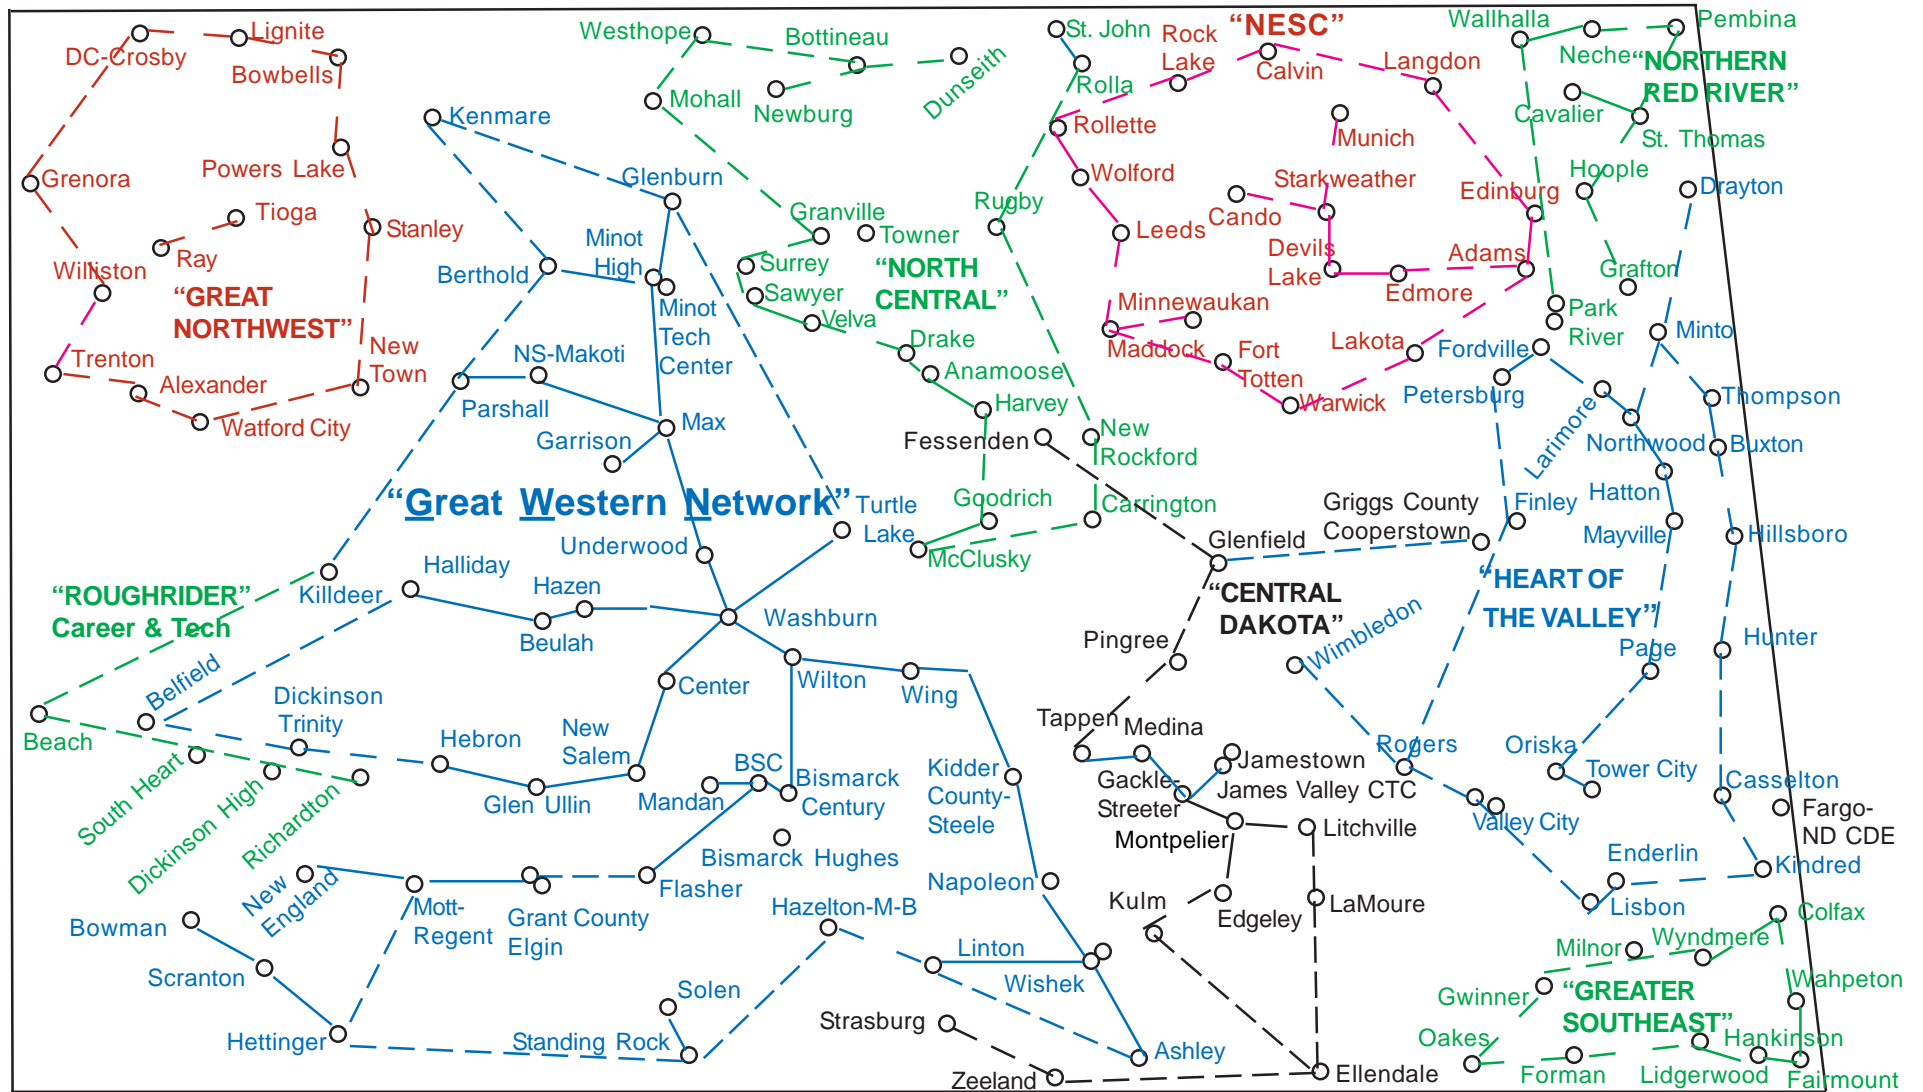 DC-Crosby
Lignite
Bowbells
Grenora
Powers Lake
Tioga
Ray
Stanley
Williston
“GREAT
NORTHWEST”
Trenton
Alexander
Watford City
New
Town
Westhope
Bottineau
Dunseith
Mohall
Newburg
Kenmare
Glenburn
Granville
Towner
Minot
High
Berthold
Surrey
Sawyer
Velva
“NORTH
CENTRAL”
Minot
Tech
Center
NS-Makoti
Parshall
Garrison
Max
Drake
Anamoose
Harvey
Fessenden
New
Rockford
Goodrich
Carrington
McClusky
“Great Western Network”
Turtle
Lake
Underwood
St. John
Rolla
Rock
Lake
“NESC”
Calvin
Langdon
Rollette
Munich
Wolford
Starkweather
Cando
Rugby
Leeds
Devils
Lake
Edmore
Edinburg
Adams
Minnewaukan
Maddock
Fort
Totten
Warwick
Lakota
Wallhalla
Neche
Pembina
“NORTHERN
RED RIVER”
Cavalier
St. Thomas
Hoople
Drayton
Grafton
Park
River
Minto
Fordville
Petersburg
Larimore
Thompson
Northwood
Buxton
Hatton
Finley
Mayville
Hillsboro
Griggs County
Cooperstown
Glenfield
“CENTRAL
DAKOTA”
“HEART OF
THE VALLEY”
Wimbledon
Pingree
Page
Hunter
“ROUGHRIDER”
Career & Tech
Killdeer
Halliday
Hazen
Beulah
Washburn
Belfield
Dickinson
Trinity
Beach
South Heart
Dickinson High
Richardton
Hebron
Glen Ullin
New
Salem
Center
Wilton
Wing
Mandan
BSC
Bismarck
Century
Bismarck Hughes
Kidder
County-
Steele
Tappen
Medina
Jamestown
James Valley CTC
Gackle-
Streeter
Montpelier
Litchville
Rogers
Oriska
Tower City
Valley City
Casselton
Fargo-
ND CDE
Kindred
Enderlin
Lisbon
New
England
Mott-
Regent
Grant County
Elgin
Flasher
Bowman
Scranton
Hettinger
Hazelton-M-B
Napoleon
Linton
Wishek
Solen
Standing Rock
Strasburg
Zeeland
Ashley
Kulm
Edgeley
LaMoure
Ellendale
Colfax
Milnor
Wyndmere
Gwinner
“GREATER
SOUTHEAST”
Wahpeton
Oakes
Forman
Lidgerwood
Hankinson
Fairmount